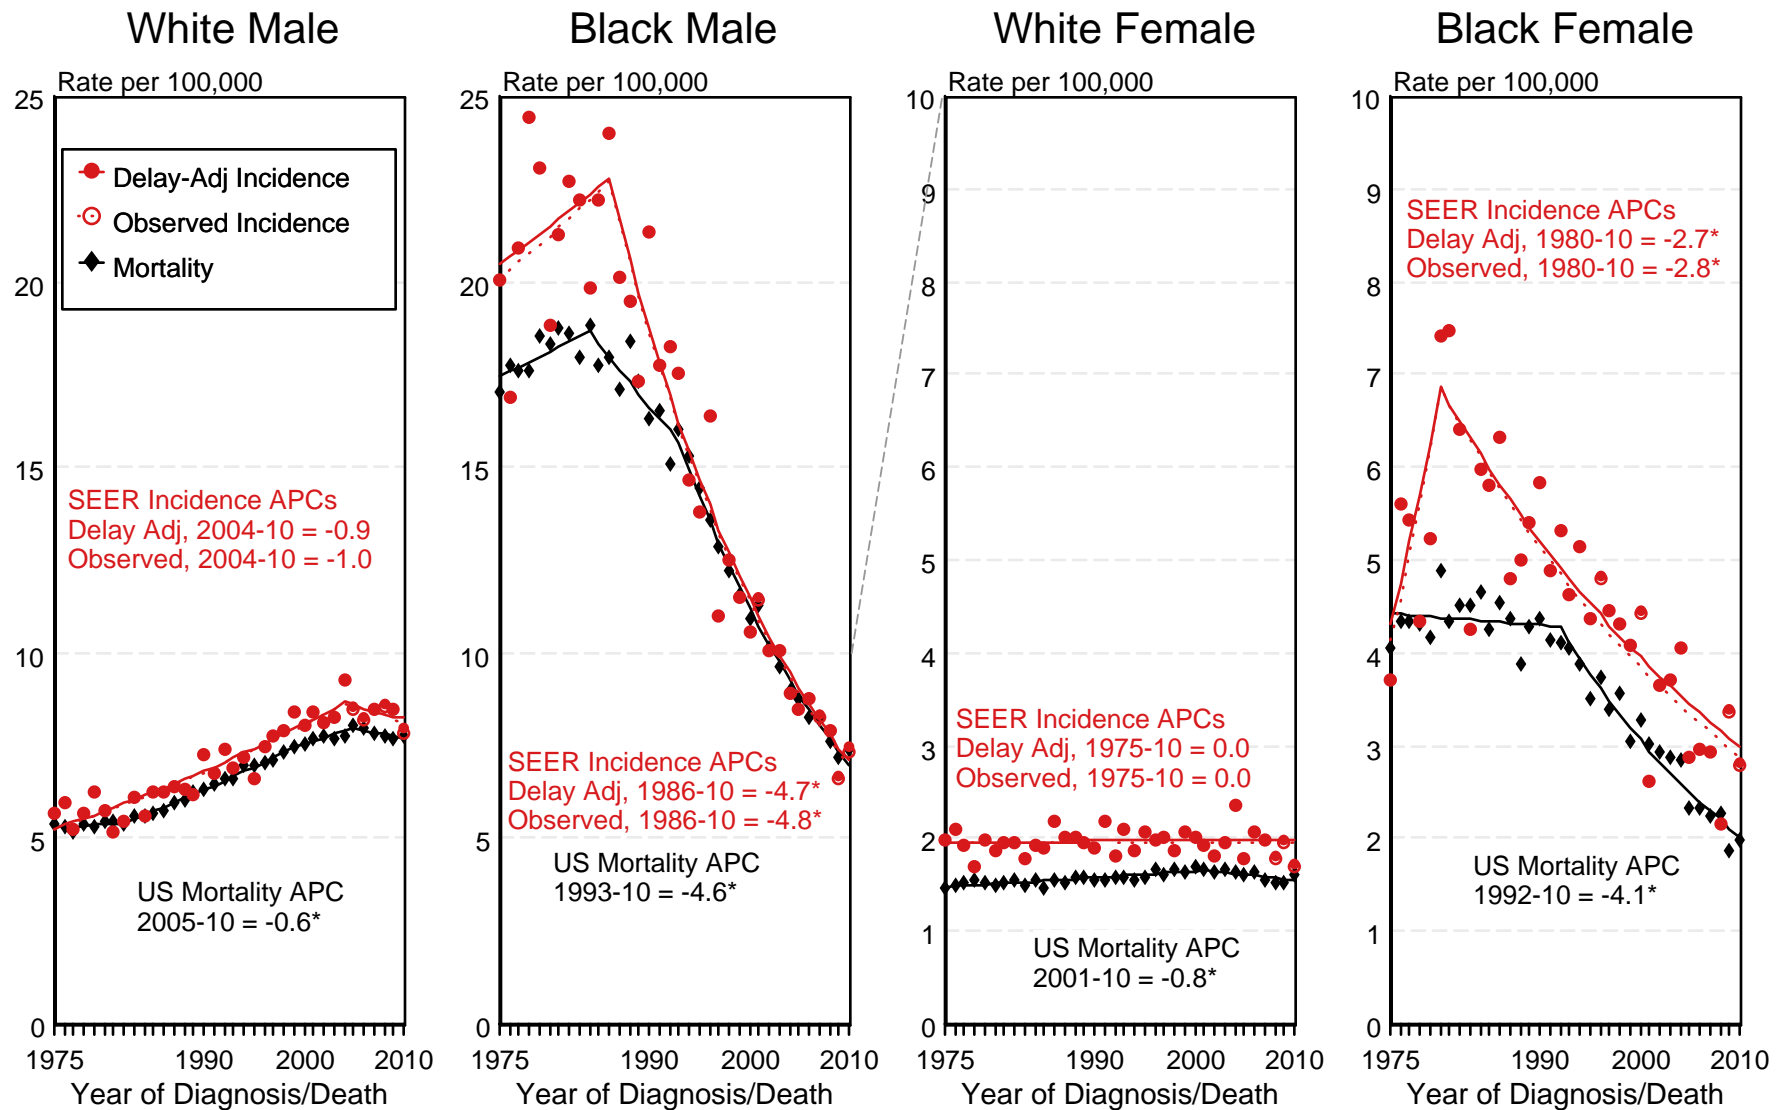 White Male
Black Male
White Female
Black Female
Rate per 100,000
25
20
15
10
5
0
Delay-Adj Incidence
Observed Incidence
Mortality
SEER Incidence APCs
Delay Adj, 2004-10 = -0.9
Observed, 2004-10 = -1.0
US Mortality APC
2005-10 = -0.6*
1975
1990
2000
2010
Year of Diagnosis/Death
Rate per 100,000
25
20
15
10
5
0
SEER Incidence APCs
Delay Adj, 1986-10 = -4.7*
Observed, 1986-10 = -4.8*
US Mortality APC
1993-10 = -4.6*
1975
1990
2000
2010
Year of Diagnosis/Death
Rate per 100,000
10
9
8
7
6
5
4
3
2
1
0
SEER Incidence APCs
Delay Adj, 1975-10 = 0.0
Observed, 1975-10 = 0.0
US Mortality APC
2001-10 = -0.8*
1975
1990
2000
2010
Year of Diagnosis/Death
Rate per 100,000
10
9
8
7
6
5
4
3
2
1
0
SEER Incidence APCs
Delay Adj, 1980-10 = -2.7*
Observed, 1980-10 = -2.8*
US Mortality APC
1992-10 = -4.1*
1975
1990
2000
2010
Year of Diagnosis/Death